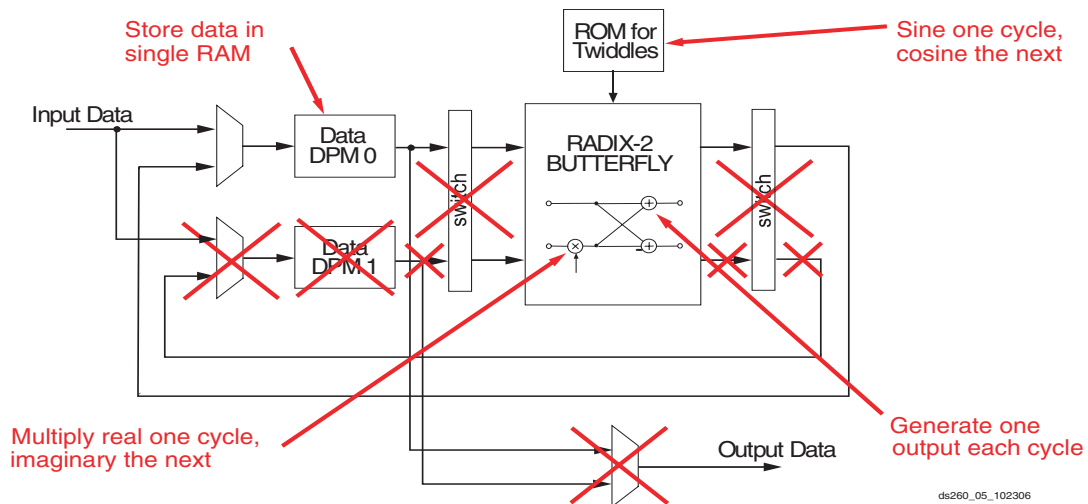 Store data in
single RAM
ROM for
Twiddles
Sine one cycle,
cosine the next
Input Data
Data
DPM 0
switch
RADIX-2
BUTTERFLY
switch
Data
DPM 1
Multiply real one cycle,
imaginary the next
Generate one
output each cycle
Output Data
ds260_05_102306